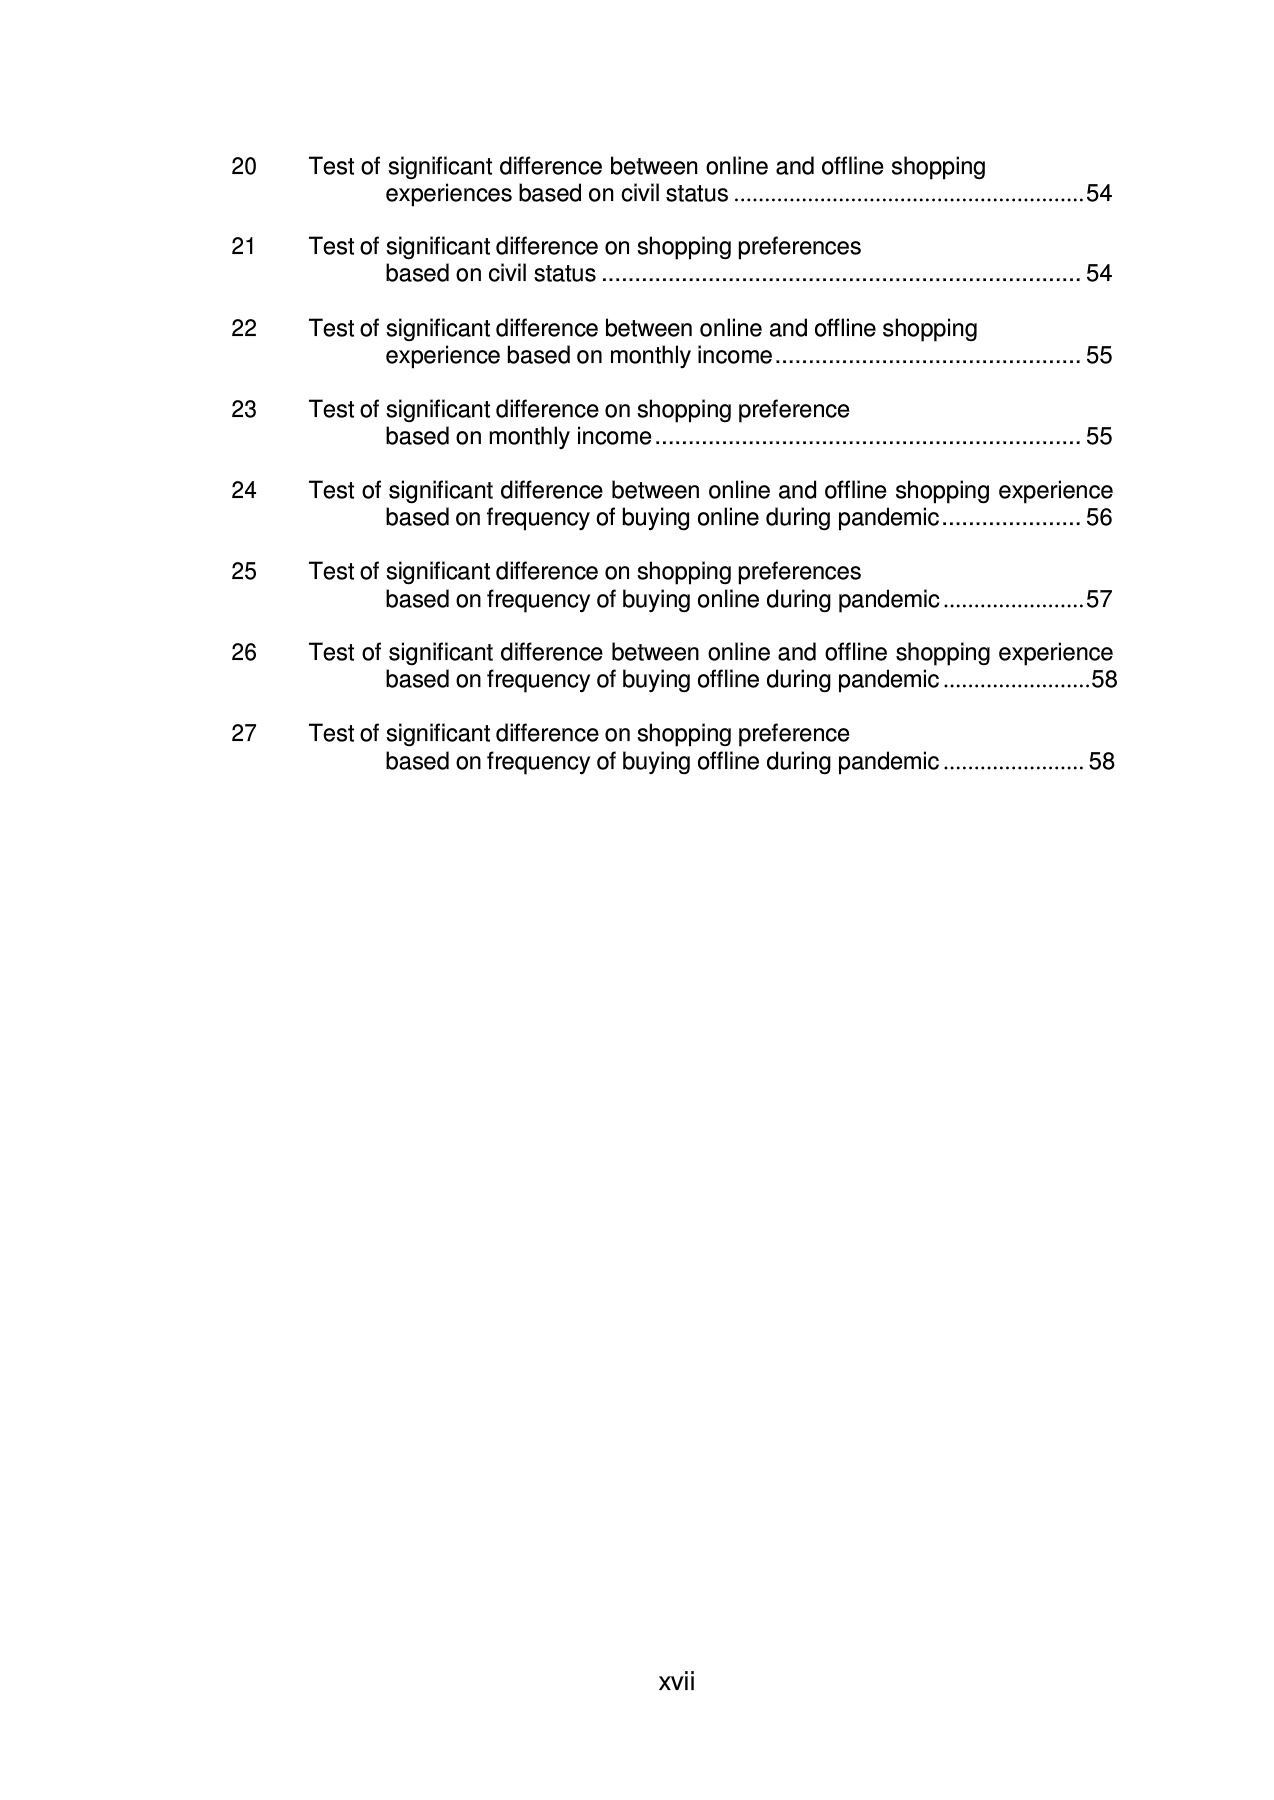 20 Test of significant difference between online and offline shopping
experiences based on civil status ..........................................................54
21 Test of significant difference on shopping preferences
based on civil status ........................................................................ 54
22 Test of significant difference between online and offline shopping
experience based on monthly income.............................................. 55
23 Test of significant difference on shopping preference
based on monthly income................................................................ 55
24 Test of significant difference between online and offline shopping experience
based on frequency of buying online during pandemic..................... 56
25 Test of significant difference on shopping preferences
based on frequency of buying online during pandemic.......................57
26 Test of significant difference between online and offline shopping experience
based on frequency of buying offline during pandemic........................58
27 Test of significant difference on shopping preference
based on frequency of buying offline during pandemic....................... 58
xvii